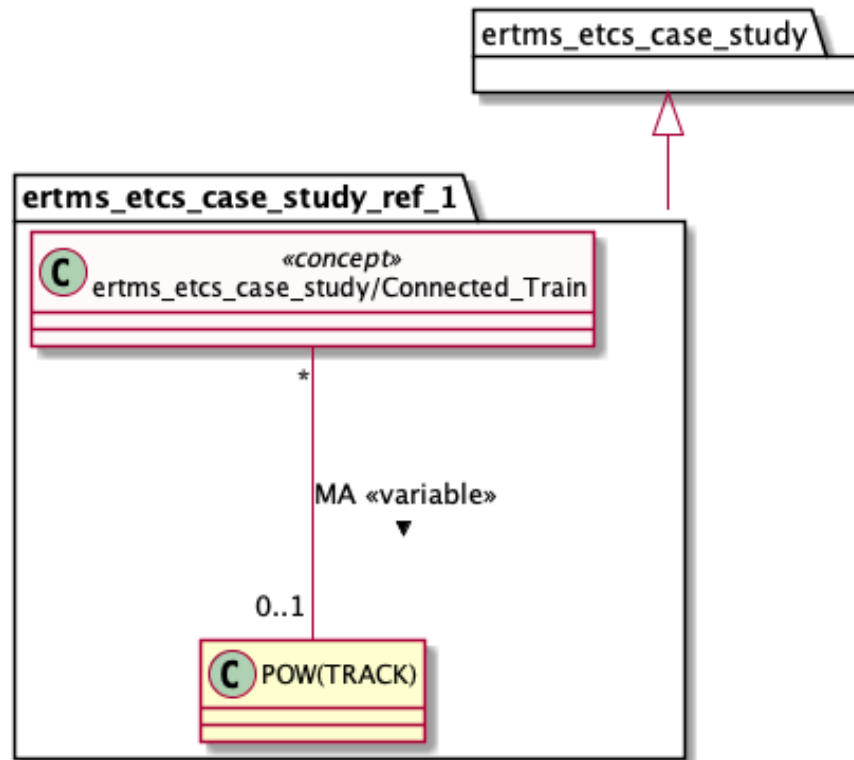 ertms_etcs_case_study
ertms_etcs_case_study_ref_1
C
«concept»
ertms_etcs_case_study/Connected_Train
*
MA «variable»
0..1
C POW(TRACK)